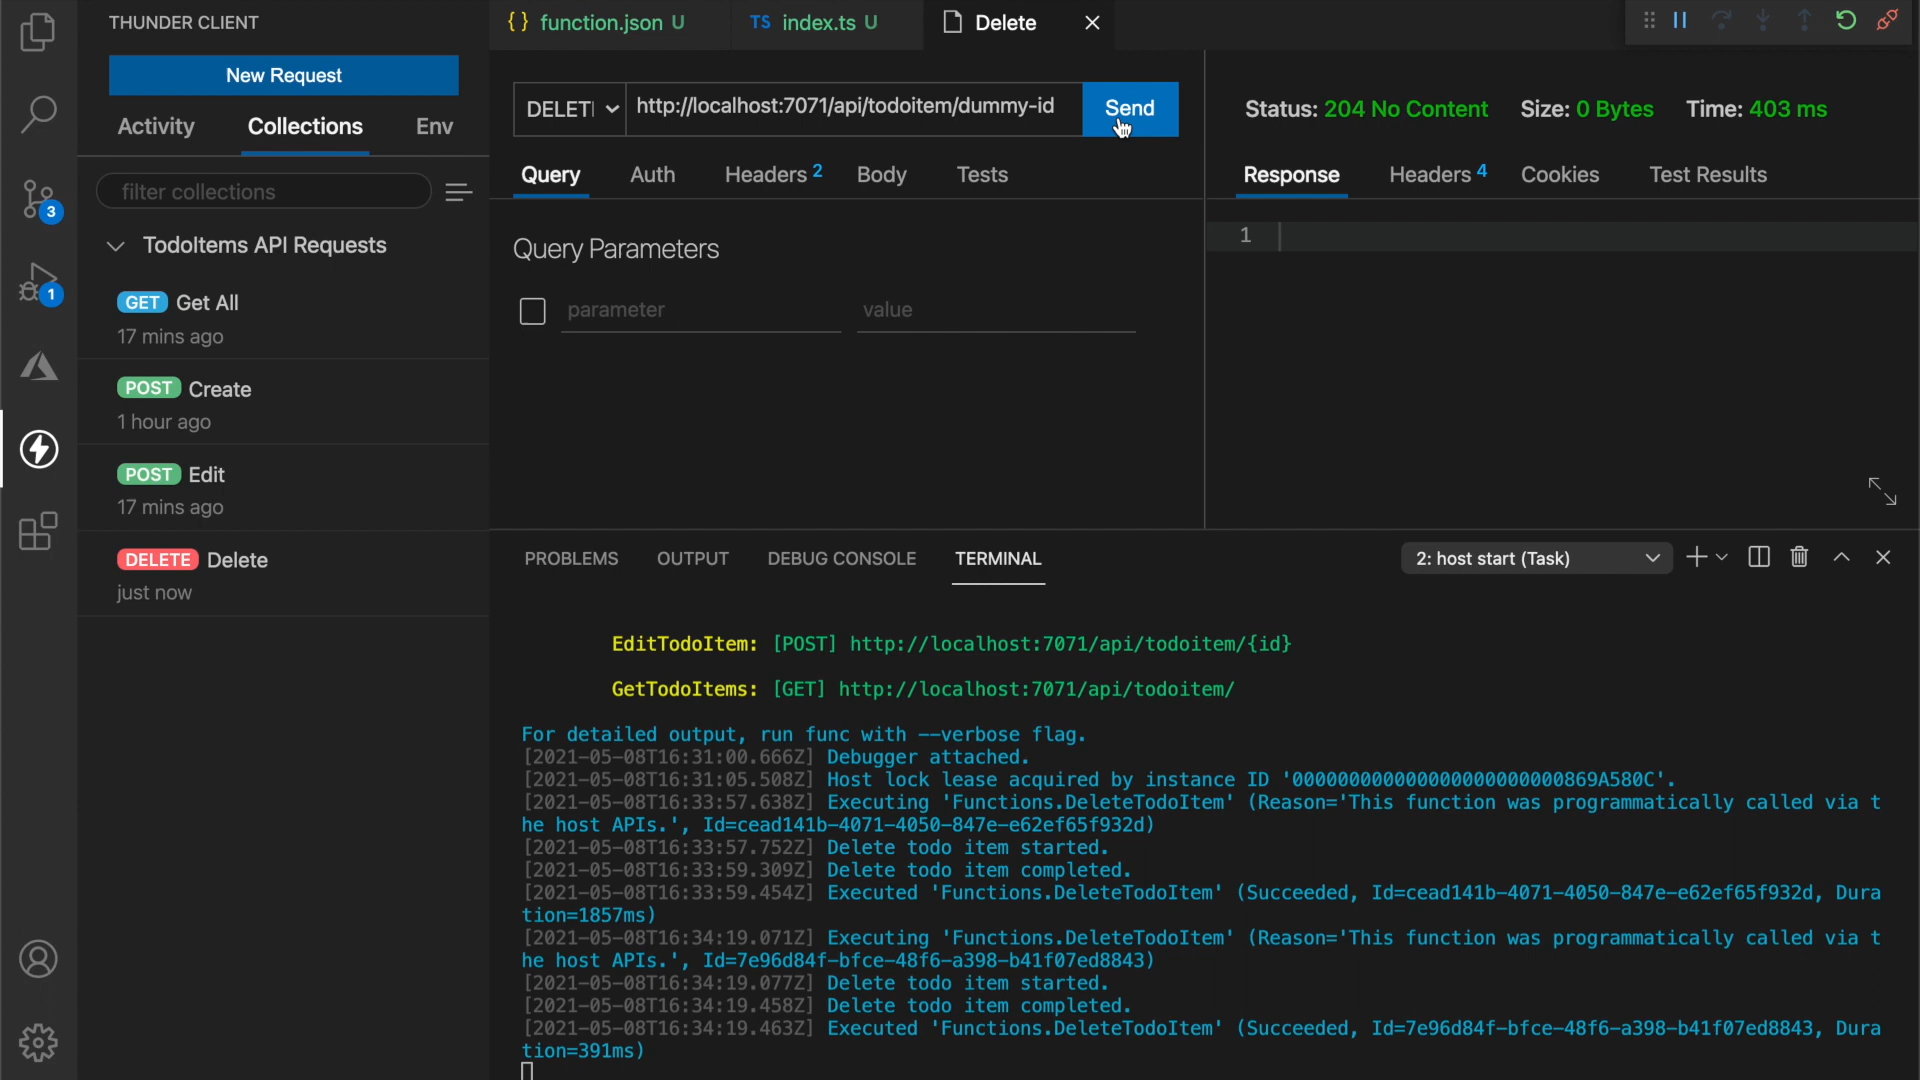 THUNDER CLIENT
New Request
Activity Collections Env
filter collections
TodoItems API Requests
GET Get All
17 mins ago
POST Create
1 hour ago
POST Edit
17 mins ago
DELETE Delete
just now
3
1
{} function.json U
TS index.ts U
Delete
DELET http://localhost:7071/api/todoitem/dummy-id Send
Query Auth Headers 2 Body Tests
Query Parameters
parameter value
Status: 204 No Content Size: 0 Bytes Time: 403 ms
Response Headers 4 Cookies Test Results
1
PROBLEMS OUTPUT DEBUG CONSOLE TERMINAL
2: host start (Task)
EditTodoItem: [POST] http://localhost:7071/api/todoitem/{id}
GetTodoItems: [GET] http://localhost:7071/api/todoitem/
For detailed output, run func with --verbose flag.
[2021-05-08T16:31:00.666Z] Debugger attached.
[2021-05-08T16:31:05.508Z] Host lock lease acquired by instance ID '000000000000000000000000869A580C'.
[2021-05-08T16:33:57.638Z] Executing 'Functions.DeleteTodoItem' (Reason='This function was programmatically called via t
he host APIs.', Id=cead141b-4071-4050-847e-e62ef65f932d)
[2021-05-08T16:33:57.752Z] Delete todo item started.
[2021-05-08T16:33:59.309Z] Delete todo item completed.
[2021-05-08T16:33:59.454Z] Executed 'Functions.DeleteTodoItem' (Succeeded, Id=cead141b-4071-4050-847e-e62ef65f932d, Dura
tion=1857ms)
[2021-05-08T16:34:19.071Z] Executing 'Functions.DeleteTodoItem' (Reason='This function was programmatically called via t
he host APIs.', Id=7e96d84f-bfce-48f6-a398-b41f07ed8843)
[2021-05-08T16:34:19.077Z] Delete todo item started.
[2021-05-08T16:34:19.458Z] Delete todo item completed.
[2021-05-08T16:34:19.463Z] Executed 'Functions.DeleteTodoItem' (Succeeded, Id=7e96d84f-bfce-48f6-a398-b41f07ed8843, Dura
tion=391ms)